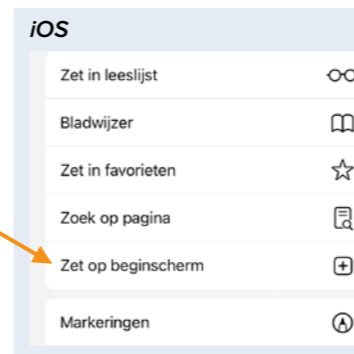 iOS
Zet in leeslijst
Bladwijzer
Zet in favorieten
Zoek op pagina
Zet op beginscherm
Markeringen